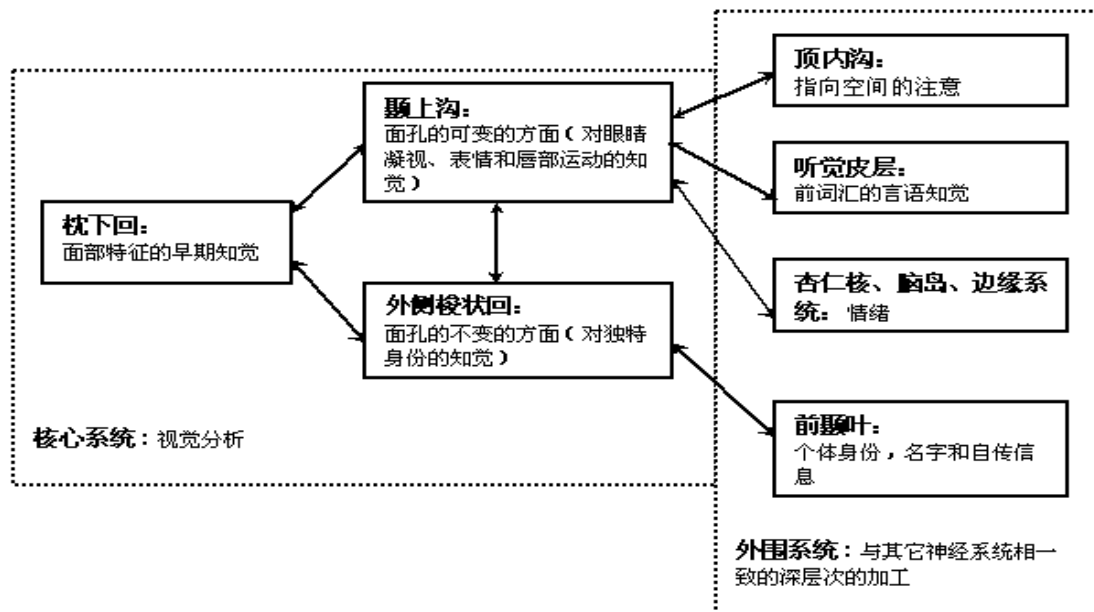 枕下回：
面部特征的早期知觉
颞上沟：
面孔的可变的方面（对眼睛
凝视、表情和唇部运动的知
觉）
外侧梭状回：
面孔的不变的方面（对独特
身份的知觉）
核心系统：视觉分析
顶内沟：
指向空间的注意
听觉皮层：
前词汇的言语知觉
杏仁核、脑岛、边缘系
统：情绪
前颞叶：
个体身份，名字和自传信
息
外围系统：与其它神经系统相一
致的深层次的加工